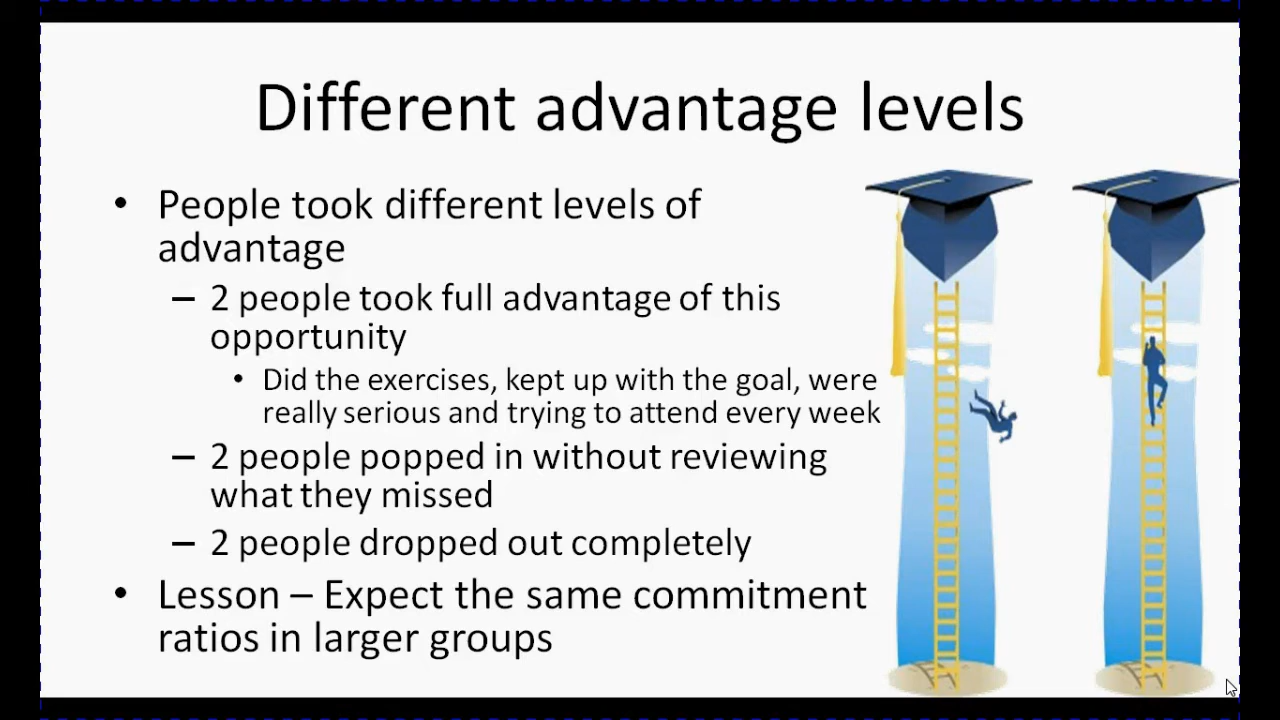 Different advantage levels
• People took different levels of
advantage
– 2 people took full advantage of this
opportunity
• Did the exercises, kept up with the goal, were
really serious and trying to attend every week
– 2 people popped in without reviewing
what they missed
– 2 people dropped out completely
• Lesson – Expect the same commitment
ratios in larger groups